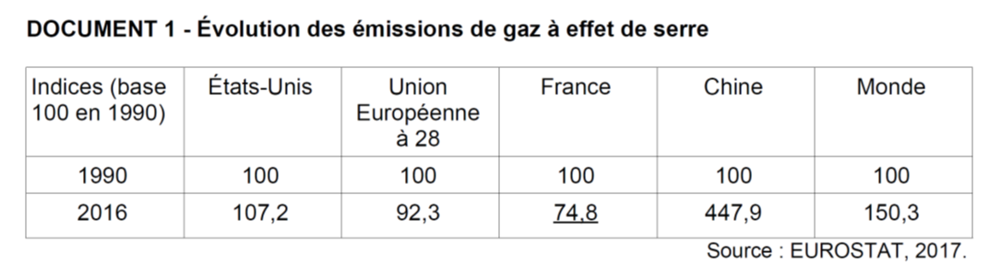 DOCUMENT 1 - Évolution des émissions de gaz à effet de serre
Indices (base 100 en 1990) États-Unis Union Européenne à 28 France Chine Monde
1990 100 100 100 100 100
2016 107,2 92,3 74,8 447,9 150,3
Source : EUROSTAT, 2017.